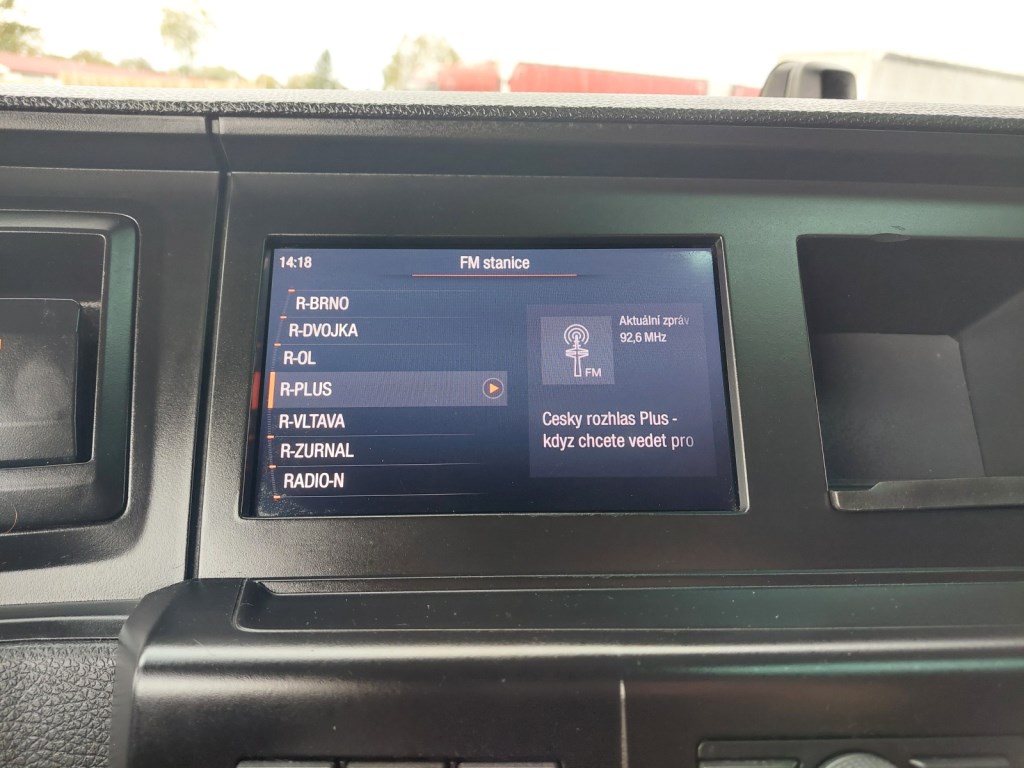 14:18
FM stanice
R-BRNO
R-DVOJKA
R-OL
R-PLUS
R-VLTAVA
R-ZURNAL
RADIO-N
Aktuální zpráv
92,6 MHz
FM
Cesky rozhlas Plus -
kdyz chcete vedet pro